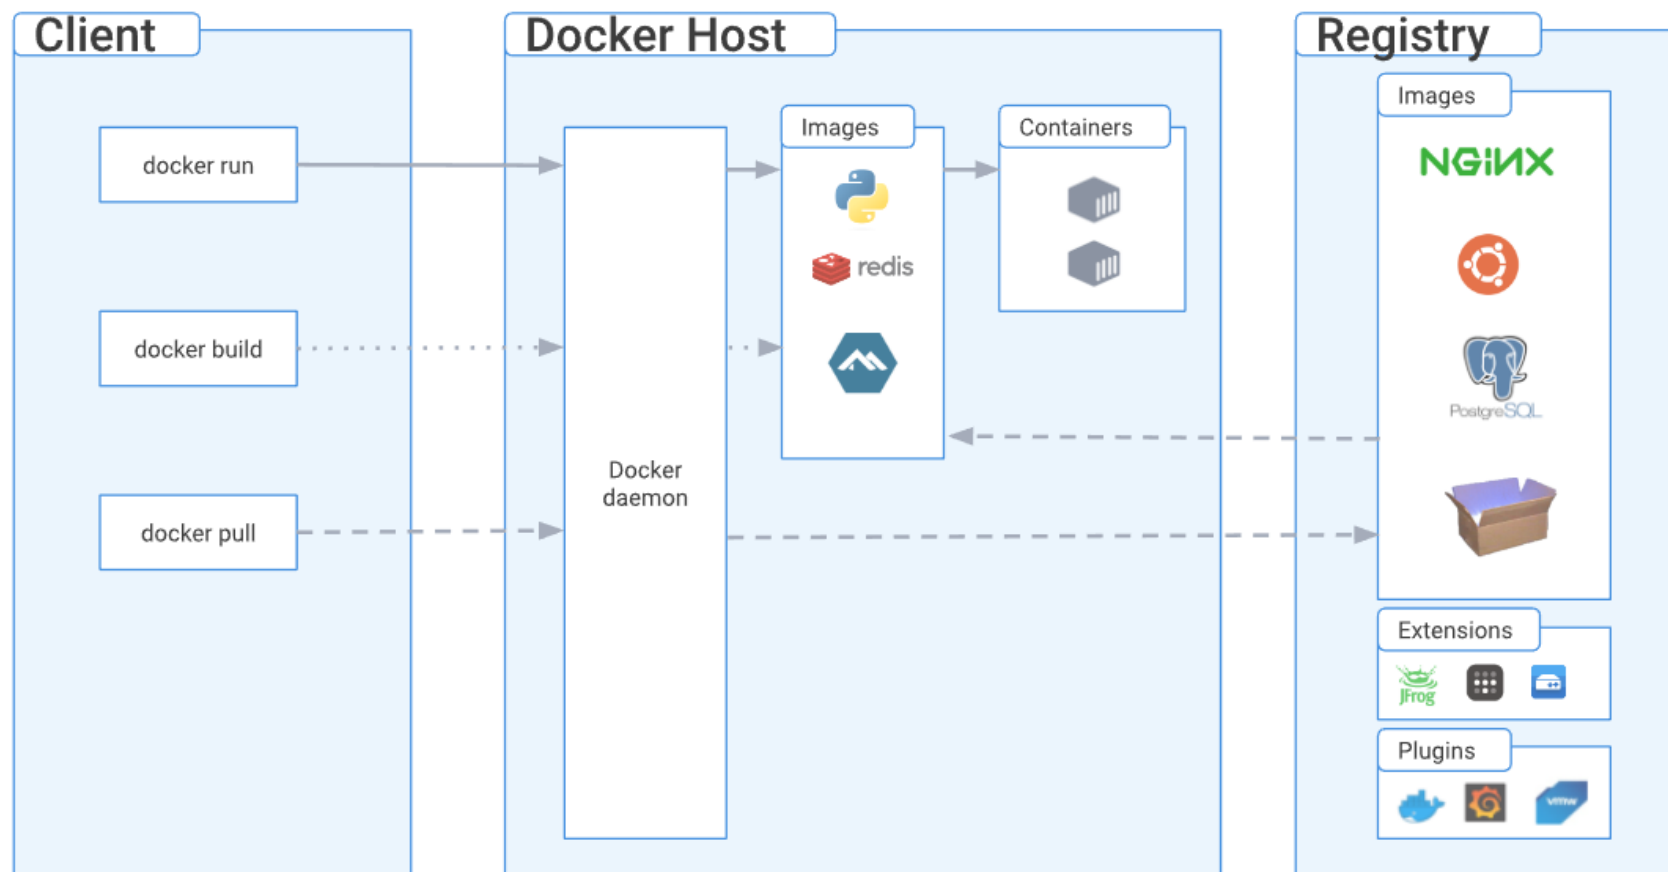 Client
docker run
docker build
docker pull
Docker Host
Docker
daemon
Images
redis
Containers
Registry
Images
NGINX
PostgreSQL
Extensions
JFrog
Plugins
vmw